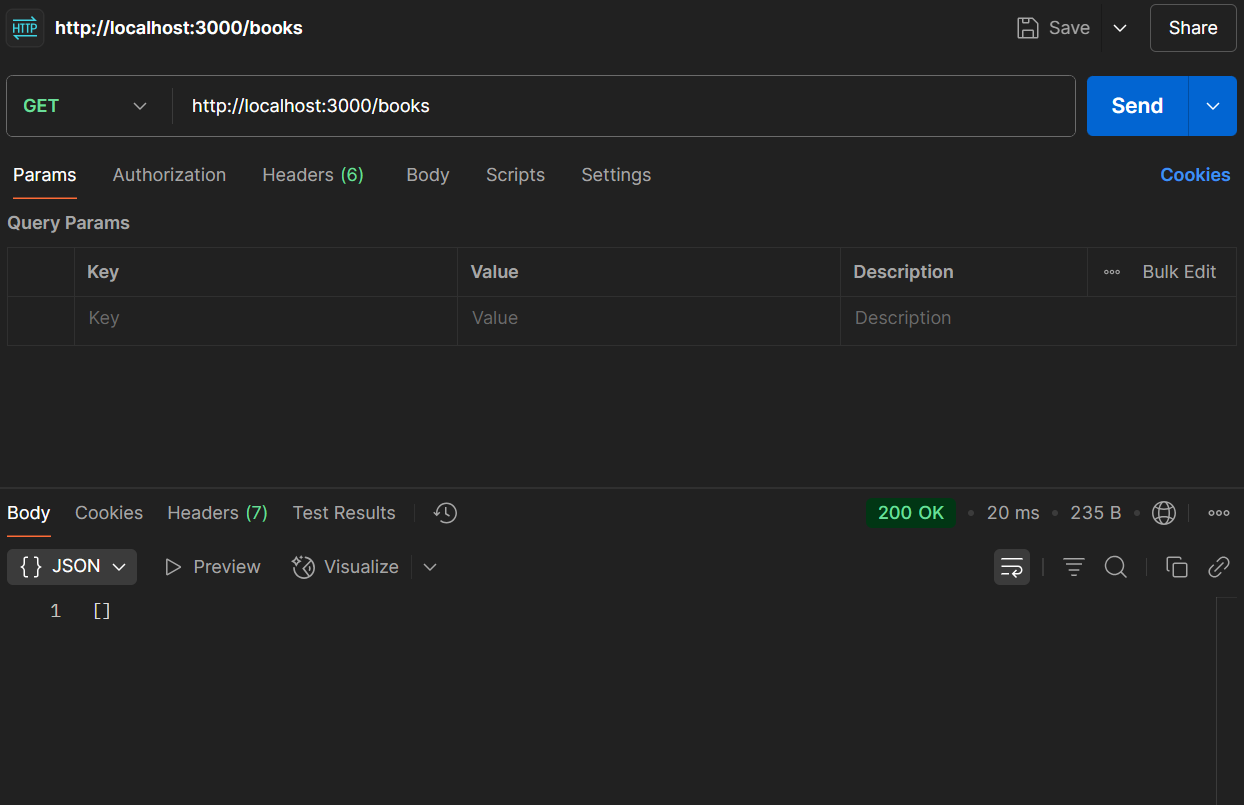 HTTP http://localhost:3000/books Save Share
GET http://localhost:3000/books Send
Params Authorization Headers (6) Body Scripts Settings Cookies
Query Params
Key Value Description Bulk Edit
Key Value Description
Body Cookies Headers (7) Test Results 200 OK • 20 ms • 235 B •
{ } JSON Preview Visualize
1 []